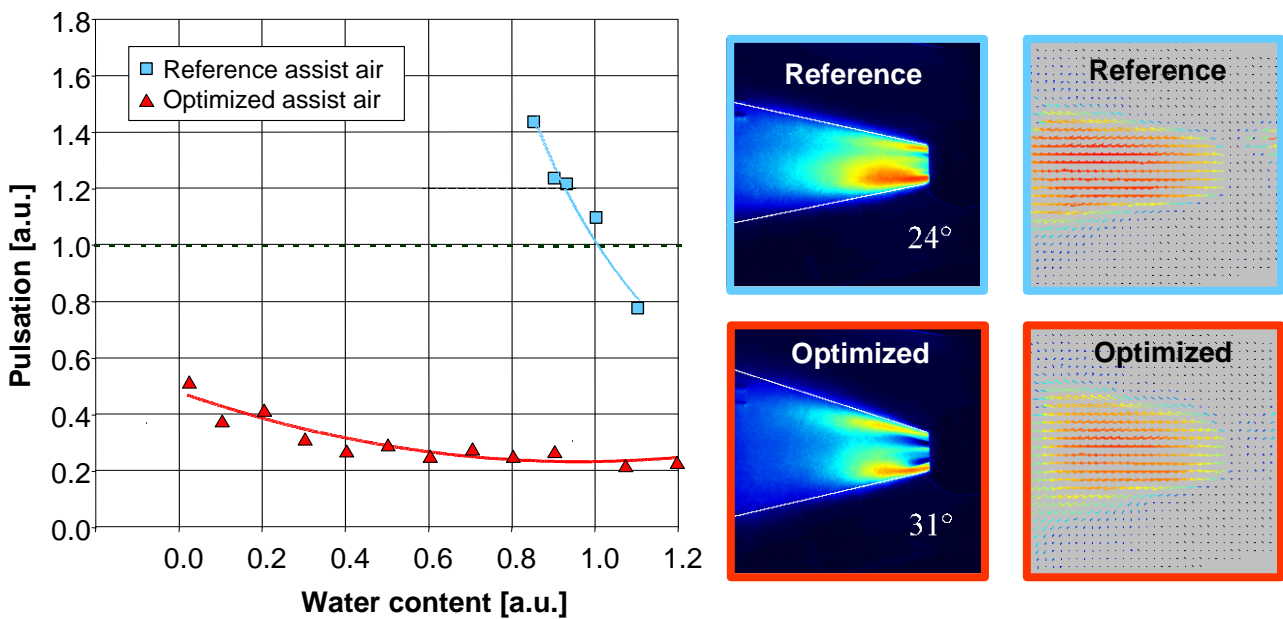 1.8
1.6
1.4
1.2
1.0
0.8
0.6
0.4
0.2
0.0
Pulsation [a.u.]
Reference assist air
Optimized assist air
0.0 0.2 0.4 0.6 0.8 1.0 1.2
Water content [a.u.]
Reference
24°
Reference
Optimized
31°
Optimized